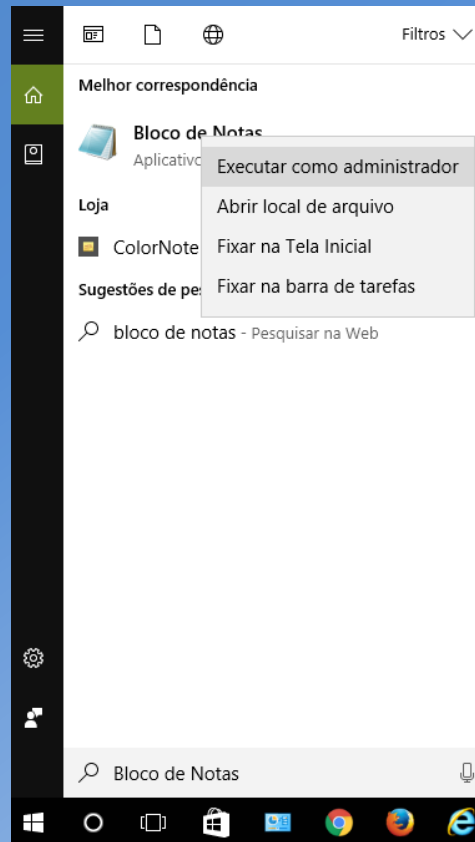 Filtros
Melhor correspondência
Bloco de Notas
Aplicativo
Executar como administrador
Abrir local de arquivo
Loja
ColorNote
Fixar na Tela Inicial
Sugestões de pe
Fixar na barra de tarefas
bloco de notas - Pesquisar na Web
Bloco de Notas